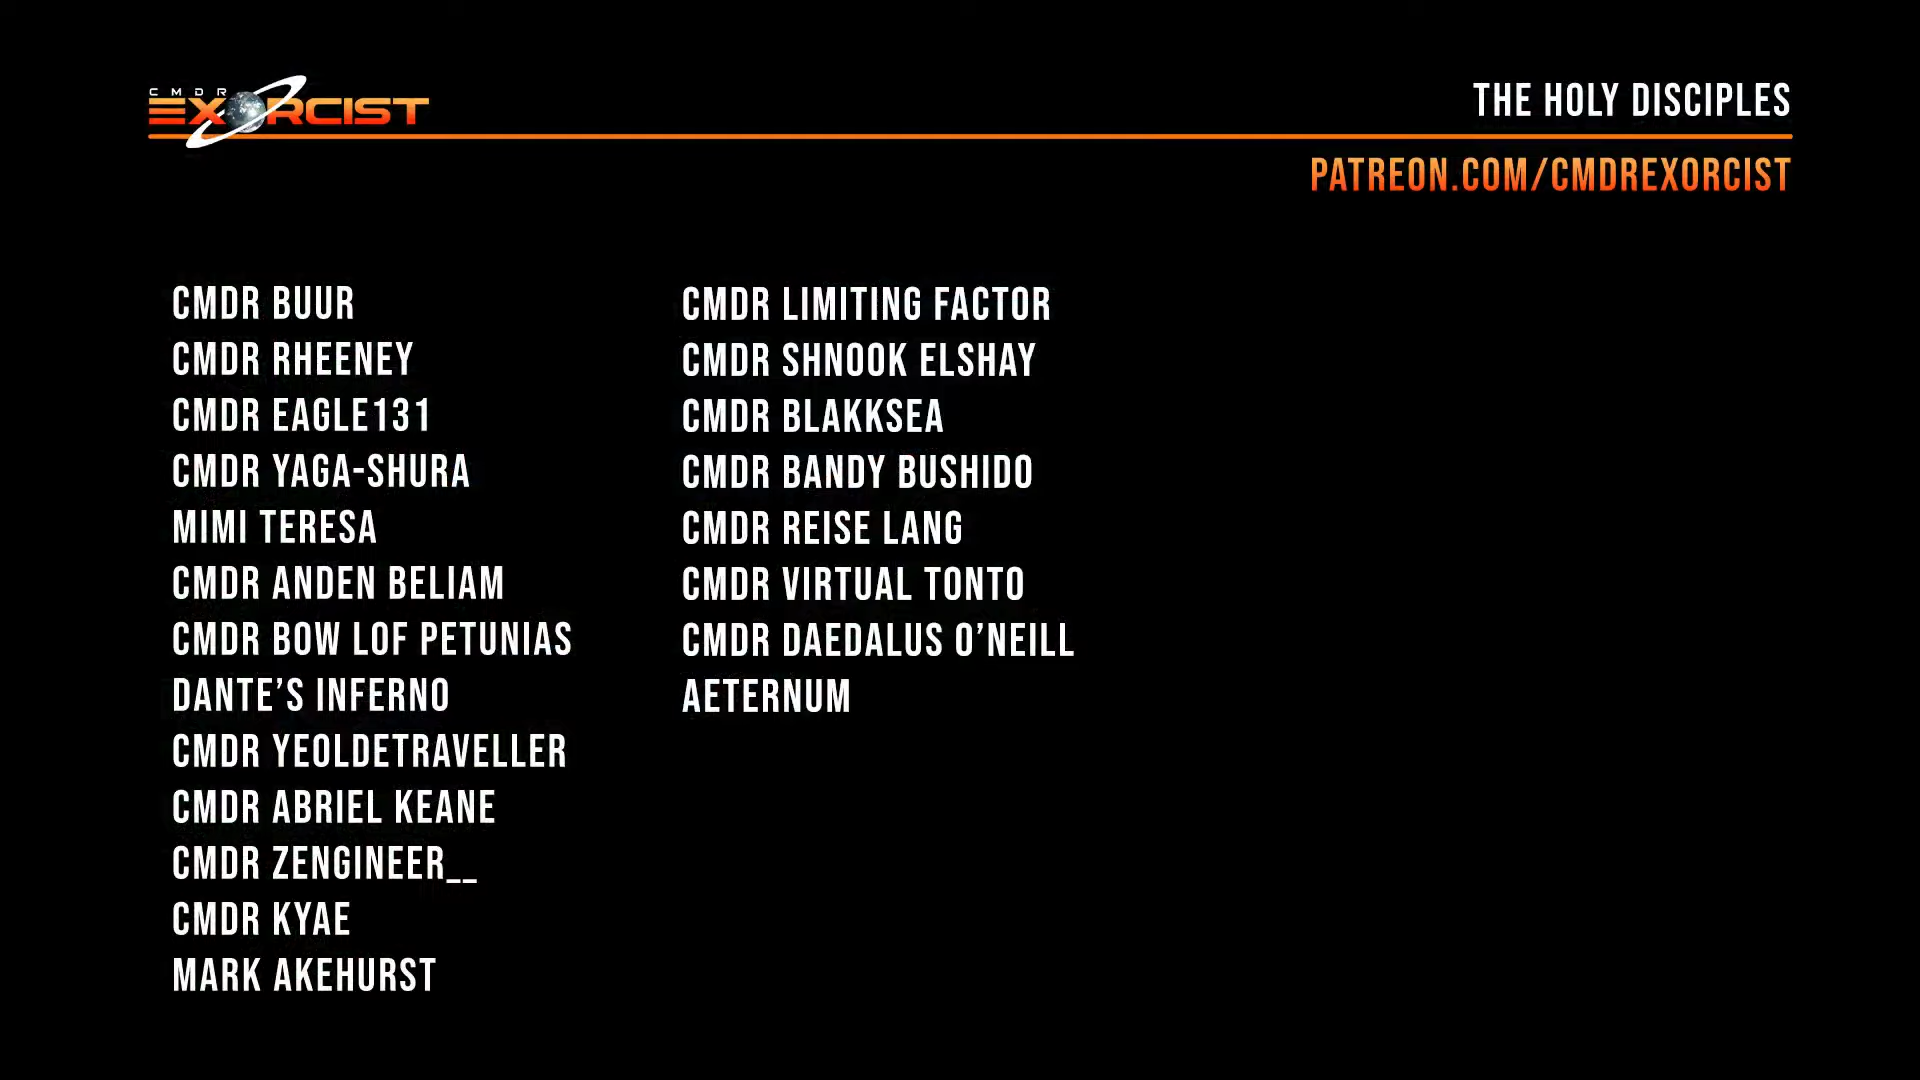 CMDR
EXORCIST
THE HOLY DISCIPLES
PATREON.COM/CMDREXORCIST
CMDR BUUR
CMDR RHEENEY
CMDR EAGLE131
CMDR YAGA-SHURA
MIMI TERESA
CMDR ANDEN BELIAM
CMDR BOW LOF PETUNIAS
DANTE’S INFERNO
CMDR YEOLDETRAVELLER
CMDR ABRIEL KEANE
CMDR ZENGINEER__
CMDR KYAE
MARK AKEHURST
CMDR LIMITING FACTOR
CMDR SHNOOK ELSHAY
CMDR BLAKKSEA
CMDR BANDY BUSHIDO
CMDR REISE LANG
CMDR VIRTUAL TONTO
CMDR DAEDALUS O’NEILL
AETERNUM